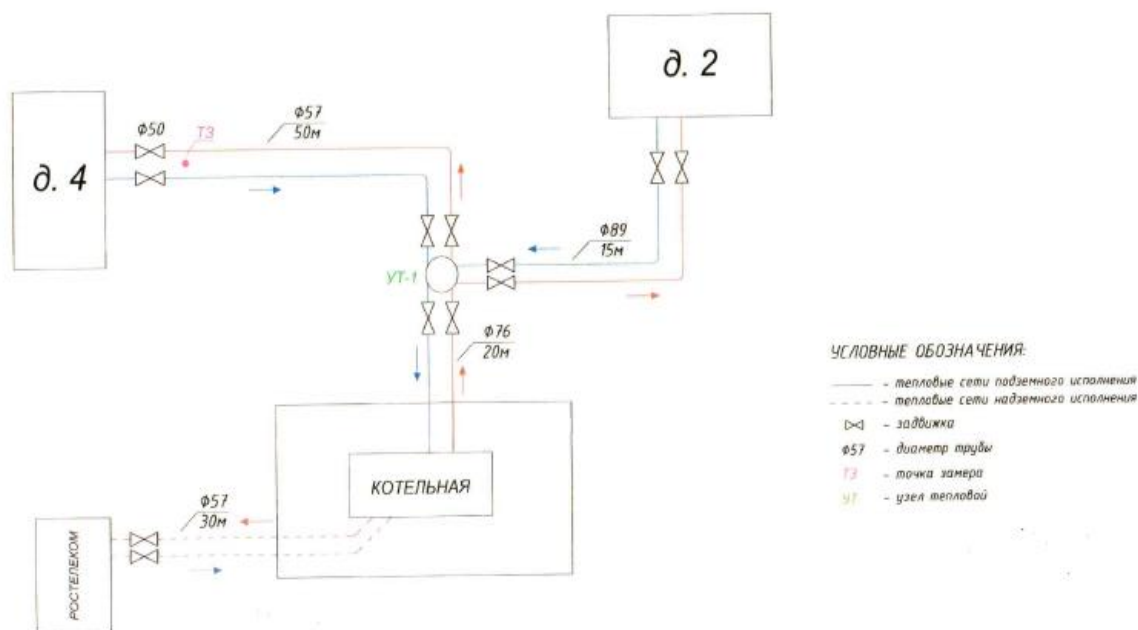 д. 2
д. 4
Ф50
ТЗ
Ф57
50м
Ф89
15м
УТ-1
Ф76
20м
УСЛОВНЫЕ ОБОЗНАЧЕНИЯ:
- тепловые сети подземного исполнения
- тепловые сети надземного исполнения
- задвижка
Ф57 - диаметр трубы
ТЗ - точка замера
УТ - узел тепловой
КОТЕЛЬНАЯ
Ф57
30м
РОСТЕЛЕКОМ